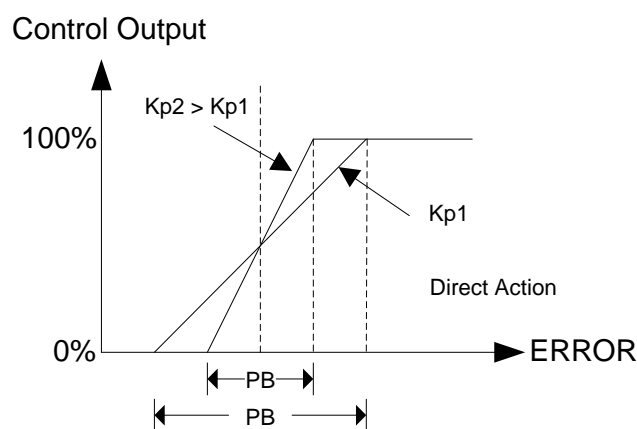 Control Output
Kp2 > Kp1
100%
Kp1
Direct Action
0%
ERROR
PB
PB